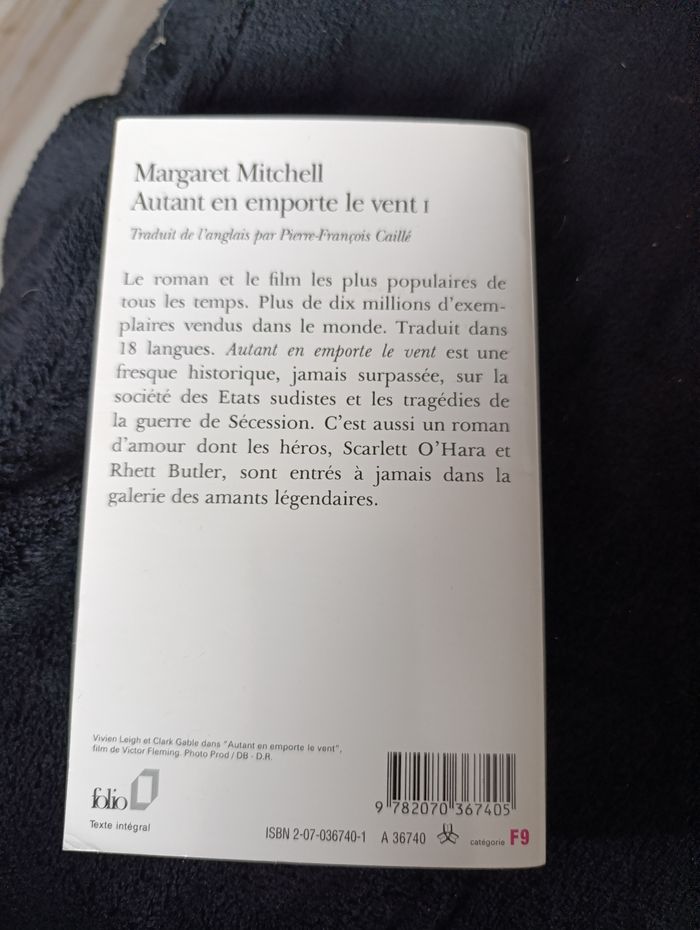 Margaret Mitchell
Autant en emporte le vent I
Traduit de l'anglais par Pierre-François Caillé
Le roman et le film les plus populaires de
tous les temps. Plus de dix millions d'exem-
plaires vendus dans le monde. Traduit dans
18 langues. Autant en emporte le vent est une
fresque historique, jamais surpassée, sur la
société des Etats sudistes et les tragédies de
la guerre de Sécession. C'est aussi un roman
d'amour dont les héros, Scarlett O'Hara et
Rhett Butler, sont entrés à jamais dans la
galerie des amants légendaires.
Vivien Leigh et Clark Gable dans "Autant en emporte le vent",
film de Victor Fleming. Photo Prod / DB - D.R.
folio
Texte intégral
9 782070 367405
ISBN 2-07-036740-1 A 36740 catégorie F9